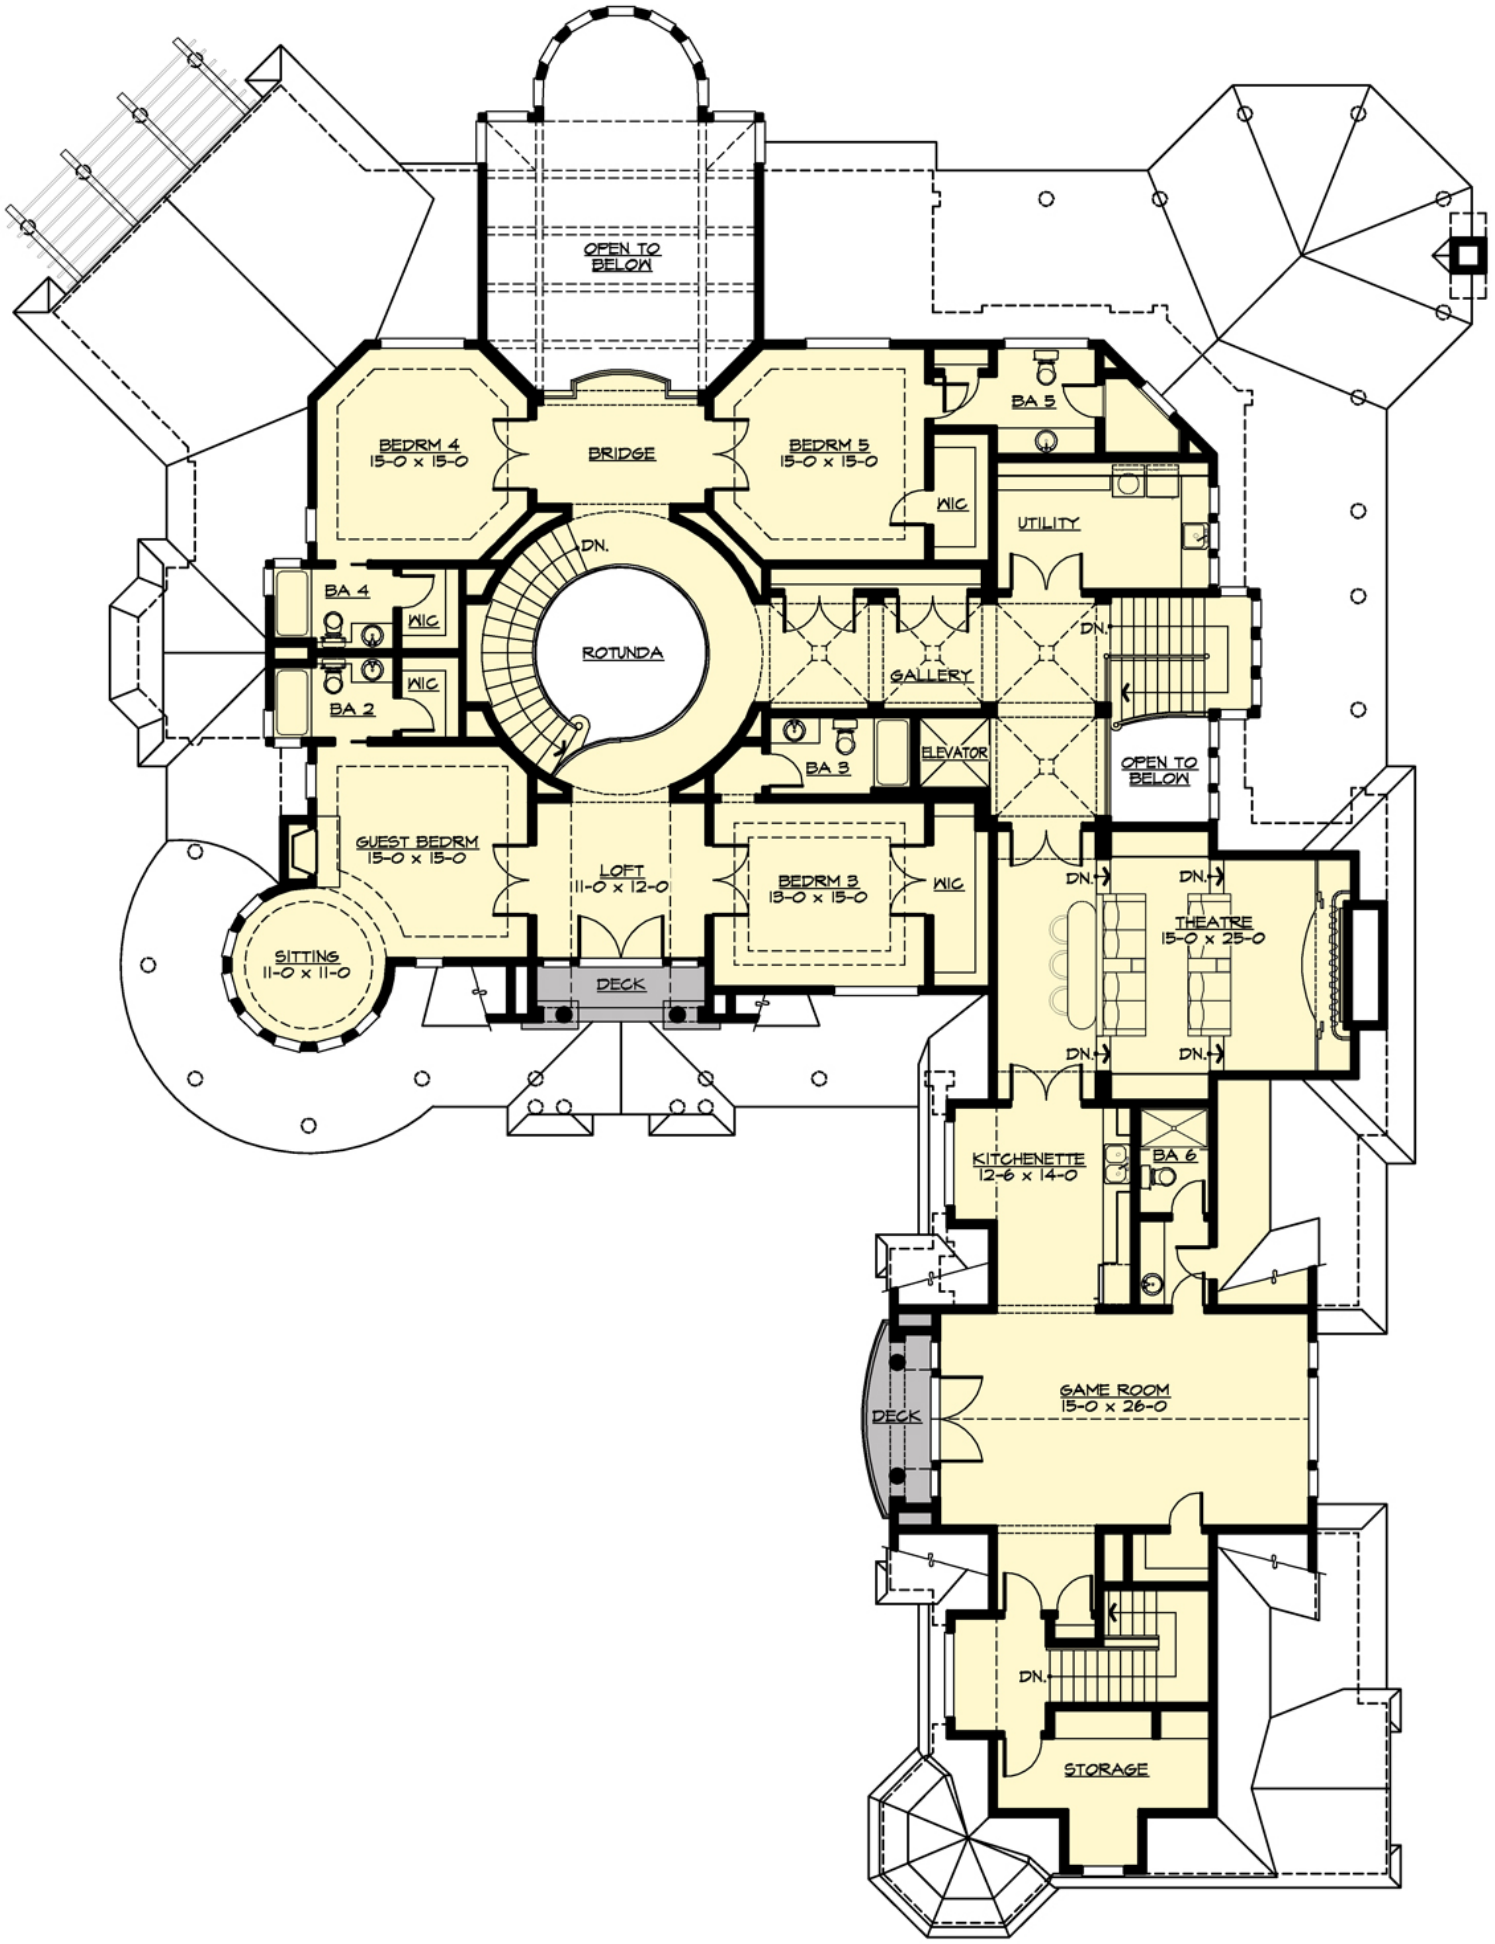 OPEN TO
BELOW
BEDRM 4
15-0 x 15-0
BRIDGE
BEDRM 5
15-0 x 15-0
BA 5
WIC
UTILITY
DN.
BA 4
WIC
DN.
ROTUNDA
GALLERY
WIC
BA 2
BA 3
ELEVATOR
OPEN TO
BELOW
GUEST BEDRM
15-0 x 15-0
LOFT
11-0 x 12-0
BEDRM 3
13-0 x 15-0
WIC
DN.
DN.
THEATRE
15-0 x 25-0
SITTING
11-0 x 11-0
DECK
DN.
DN.
KITCHENETTE
12-6 x 14-0
BA 6
GAME ROOM
15-0 x 26-0
DECK
DN.
STORAGE